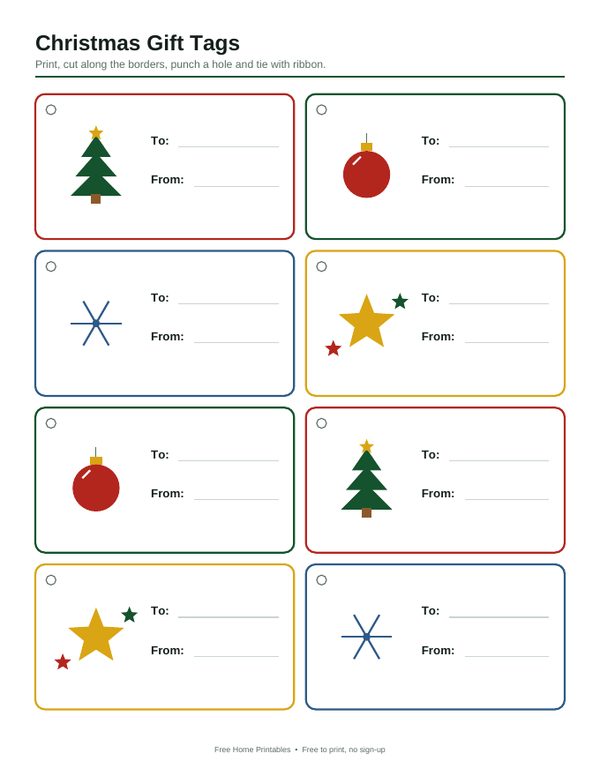 Christmas Gift Tags
Print, cut along the borders, punch a hole and tie with ribbon.
To:
From:
To:
From:
To:
From:
To:
From:
To:
From:
To:
From:
To:
From:
To:
From:
Free Home Printables • Free to print, no sign-up